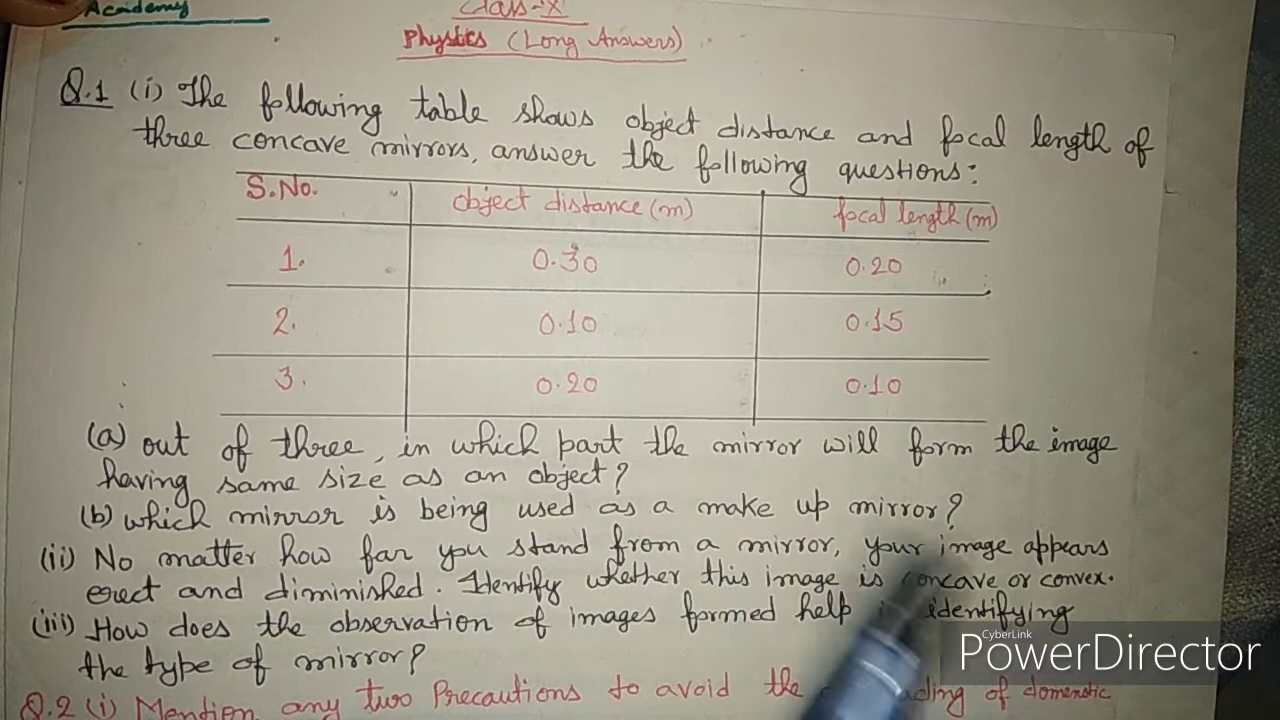 Academy
Class-X
Physics (Long Answers)
Q.1 (i) The following table shows object distance and focal length of
three concave mirrors, answer the following questions:
S.No. object distance (m) focal length (m)
1. 0.30 0.20
2. 0.10 0.15
3. 0.20 0.10
(a) out of three, in which part the mirror will form the image
having same size as an object?
(b) which mirror is being used as a make up mirror?
(ii) No matter how far you stand from a mirror, your image appears
erect and diminished. Identify whether this image is concave or convex.
(iii) How does the observation of images formed help identifying
the type of mirror?
CyberLink
PowerDirector
Q.2 (i) Mention any two Precautions to avoid the of domestic